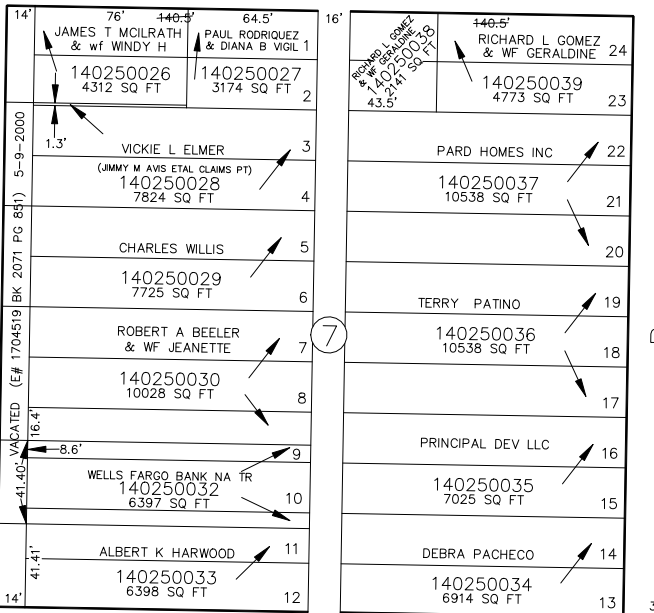 14'
76'
140.5'
64.5'
JAMES T MCILRATH
& wf WINDY H
140250026
4312 SQ FT
PAUL RODRIQUEZ
& DIANA B VIGIL
1
140250027
3174 SQ FT
2
1.3'
VICKIE L ELMER
3
(JIMMY M AVIS ETAL CLAIMS PT)
140250028
7824 SQ FT
4
CHARLES WILLIS
5
140250029
7725 SQ FT
6
ROBERT A BEELER
& WF JEANETTE
7
140250030
10028 SQ FT
8
16.4'
8.6'
9
WELLS FARGO BANK NA TR
140250032
6397 SQ FT
10
41.40'
ALBERT K HARWOOD
11
140250033
6398 SQ FT
12
41.41'
14'
VACATED (E# 1704519 BK 2071 PG 851) 5-9-2000
7
16'
140.5'
RICHARD L GOMEZ
& WF GERALDINE
140250038
2141 SQ FT
43.5'
RICHARD L GOMEZ
& WF GERALDINE
24
140250039
4773 SQ FT
23
PARD HOMES INC
22
140250037
10538 SQ FT
21
20
TERRY PATINO
19
140250036
10538 SQ FT
18
17
PRINCIPAL DEV LLC
16
140250035
7025 SQ FT
15
DEBRA PACHECO
14
140250034
6914 SQ FT
13